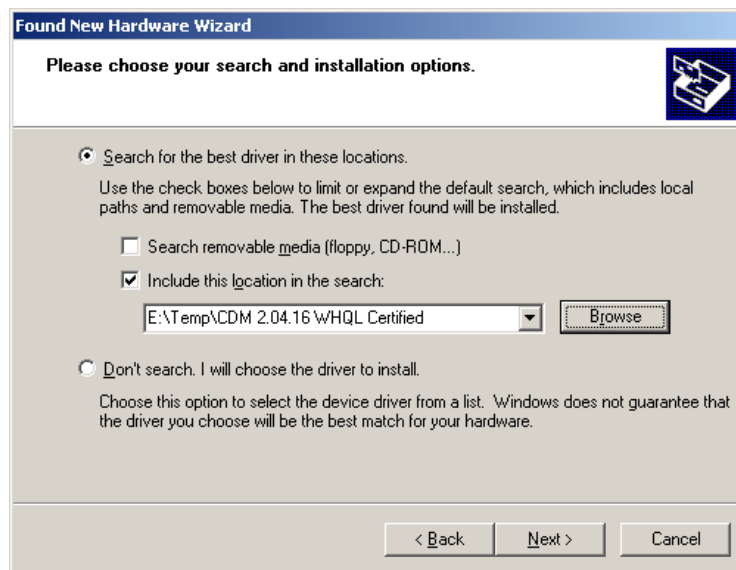 Found New Hardware Wizard
Please choose your search and installation options.
Search for the best driver in these locations.
Use the check boxes below to limit or expand the default search, which includes local
paths and removable media. The best driver found will be installed.
Search removable media (floppy, CD-ROM...)
Include this location in the search:
E:\Temp\CDM 2.04.16 WHQL Certified
Browse
Don't search. I will choose the driver to install.
Choose this option to select the device driver from a list. Windows does not guarantee that
the driver you choose will be the best match for your hardware.
< Back Next > Cancel